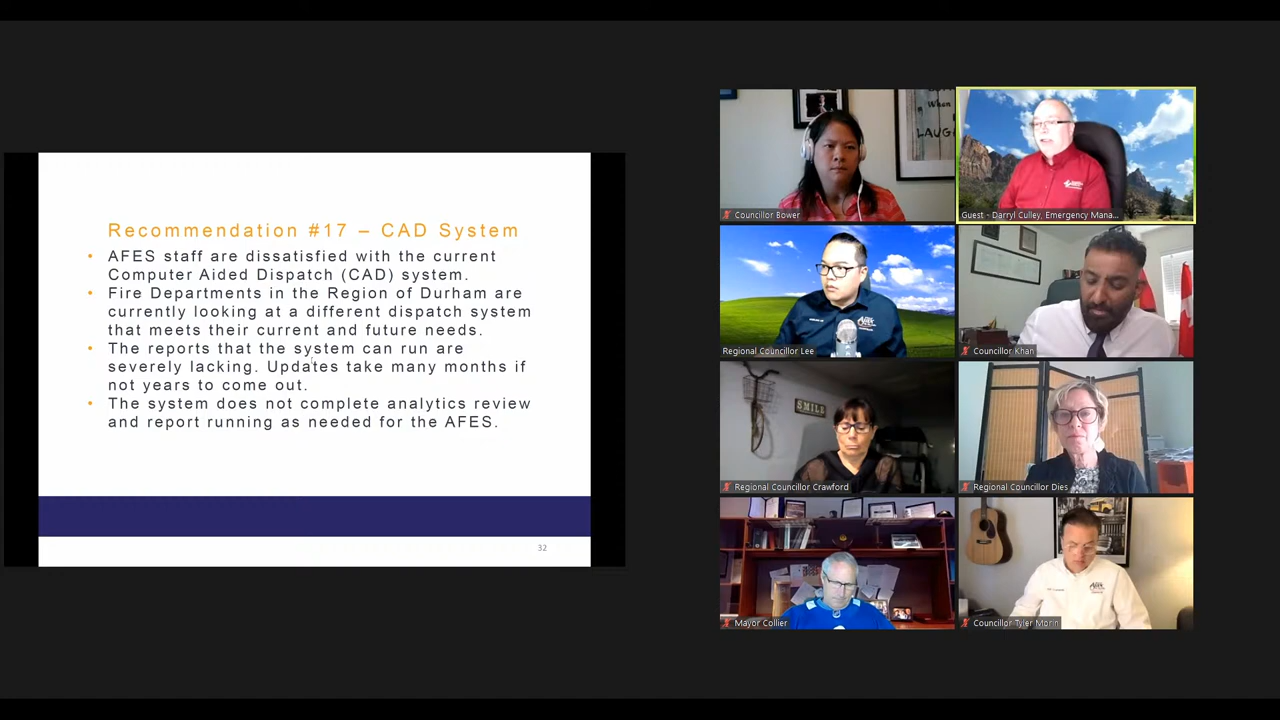 Recommendation #17 – CAD System
• AFES staff are dissatisfied with the current
Computer Aided Dispatch (CAD) system.
• Fire Departments in the Region of Durham are
currently looking at a different dispatch system
that meets their current and future needs.
• The reports that the system can run are
severely lacking. Updates take many months if
not years to come out.
• The system does not complete analytics review
and report running as needed for the AFES.
32
When
LAUGH
Councillor Bower
Guest - Darryl Culley, Emergency Mana...
Regional Councillor Lee
Councillor Khan
SMILE
Regional Councillor Crawford
Regional Councillor Dies
Mayor Collier
Councillor Tyler Morin